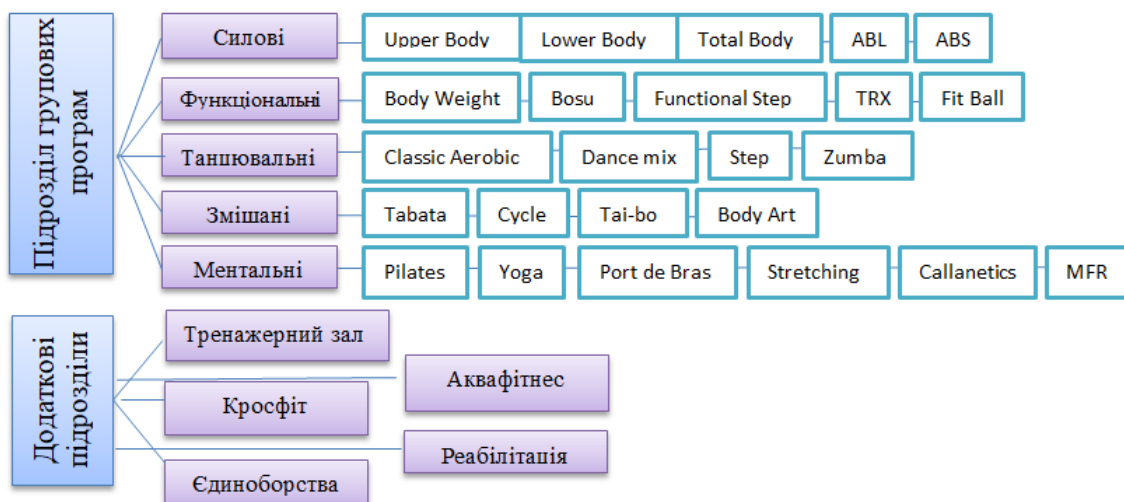 Підрозділ групових
програм
Силові
Upper Body
Lower Body
Total Body
ABL
ABS
Функціональні
Body Weight
Bosu
Functional Step
TRX
Fit Ball
Танцювальні
Classic Aerobic
Dance mix
Step
Zumba
Змішані
Tabata
Cycle
Tai-bo
Body Art
Ментальні
Pilates
Yoga
Port de Bras
Stretching
Callanetics
MFR
Додаткові
підрозділи
Тренажерний зал
Аквафітнес
Кросфіт
Реабілітація
Єдиноборства